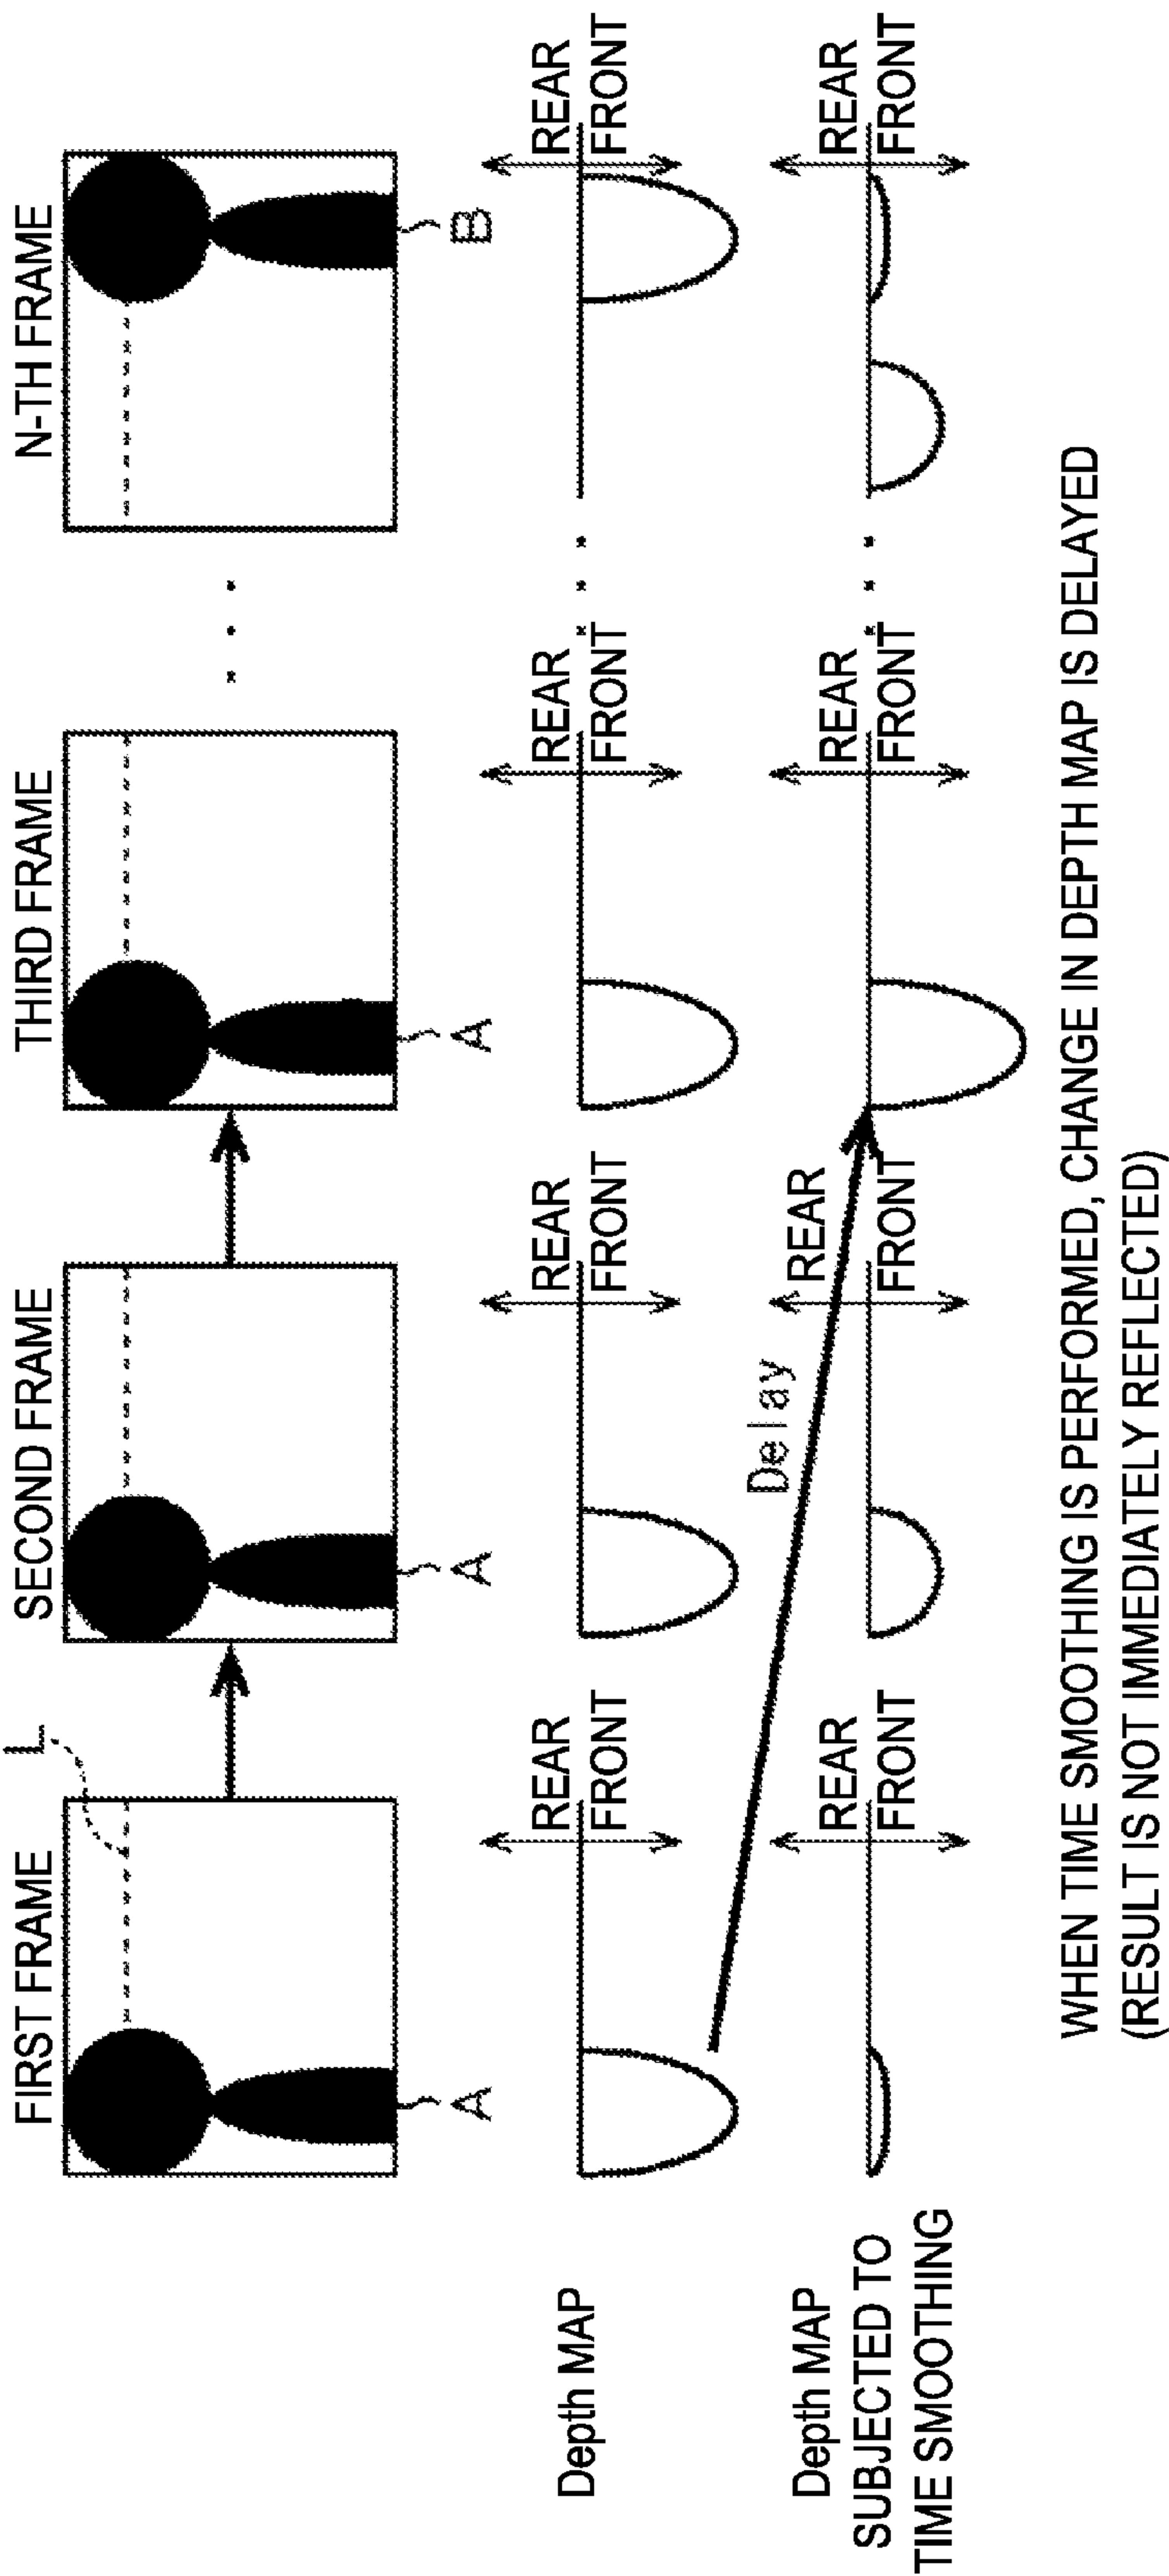 FIRST FRAME
SECOND FRAME
THIRD FRAME
N-TH FRAME
L
A
A
A
B
Depth MAP
REAR
FRONT
REAR
FRONT
REAR
FRONT
REAR
FRONT
Delay
Depth MAP
SUBJECTED TO
TIME SMOOTHING
REAR
FRONT
REAR
FRONT
REAR
FRONT
REAR
FRONT
WHEN TIME SMOOTHING IS PERFORMED, CHANGE IN DEPTH MAP IS DELAYED
(RESULT IS NOT IMMEDIATELY REFLECTED)